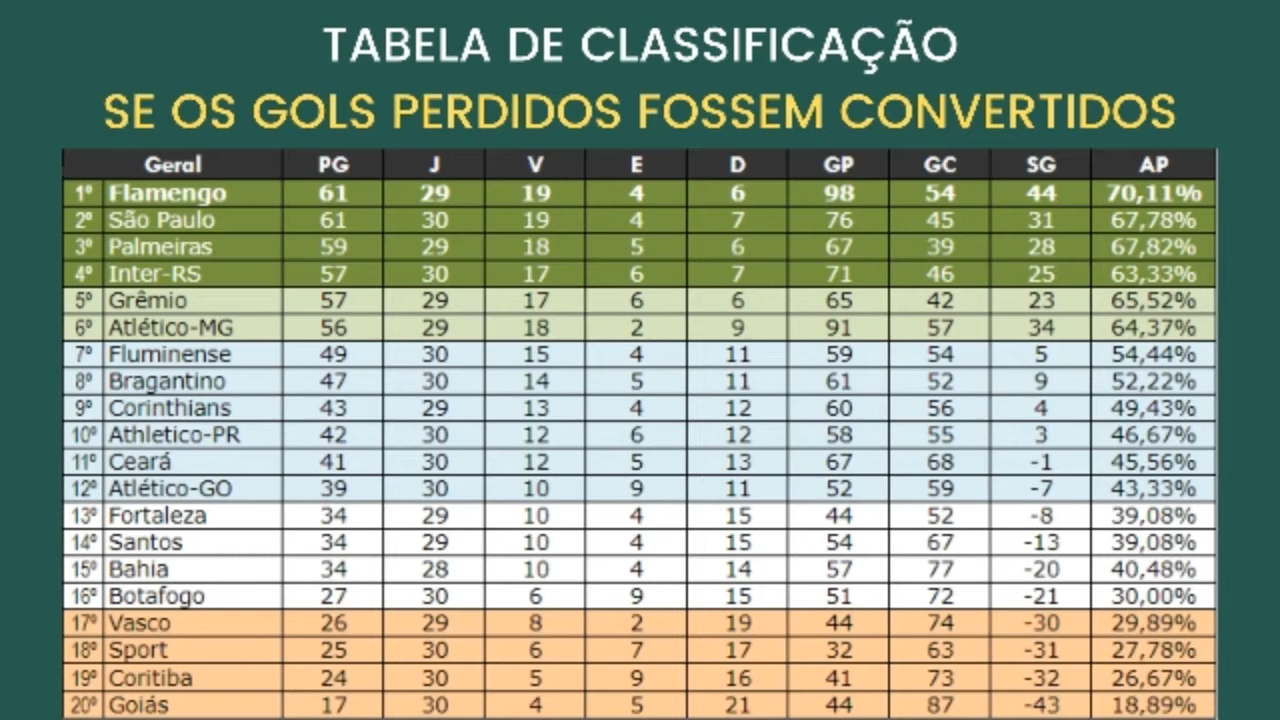 TABELA DE CLASSIFICAÇÃO
SE OS GOLS PERDIDOS FOSSEM CONVERTIDOS
Geral PG J V E D GP GC SG AP
1º Flamengo 61 29 19 4 6 98 54 44 70,11%
2º São Paulo 61 30 19 4 7 76 45 31 67,78%
3º Palmeiras 59 29 18 5 6 67 39 28 67,82%
4º Inter-RS 57 30 17 6 7 71 46 25 63,33%
5º Grêmio 57 29 17 6 6 65 42 23 65,52%
6º Atlético-MG 56 29 18 2 9 91 57 34 64,37%
7º Fluminense 49 30 15 4 11 59 54 5 54,44%
8º Bragantino 47 30 14 5 11 61 52 9 52,22%
9º Corinthians 43 29 13 4 12 60 56 4 49,43%
10º Athletico-PR 42 30 12 6 12 58 55 3 46,67%
11º Ceará 41 30 12 5 13 67 68 -1 45,56%
12º Atlético-GO 39 30 10 9 11 52 59 -7 43,33%
13º Fortaleza 34 29 10 4 15 44 52 -8 39,08%
14º Santos 34 29 10 4 15 54 67 -13 39,08%
15º Bahia 34 28 10 4 14 57 77 -20 40,48%
16º Botafogo 27 30 6 9 15 51 72 -21 30,00%
17º Vasco 26 29 8 2 19 44 74 -30 29,89%
18º Sport 25 30 6 7 17 32 63 -31 27,78%
19º Coritiba 24 30 5 9 16 41 73 -32 26,67%
20º Goiás 17 30 4 5 21 44 87 -43 18,89%